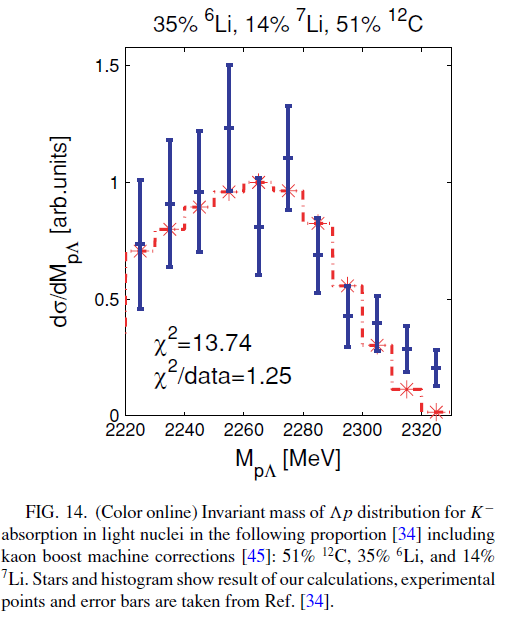 35% ⁶Li, 14% ⁷Li, 51% ¹²C
1.5
1
0.5
0
dσ/dM_pΛ [arb.units]
χ²=13.74
χ²/data=1.25
2220 2240 2260 2280 2300 2320
M_pΛ [MeV]
FIG. 14. (Color online) Invariant mass of Λp distribution for K⁻
absorption in light nuclei in the following proportion [34] including
kaon boost machine corrections [45]: 51% ¹²C, 35% ⁶Li, and 14%
⁷Li. Stars and histogram show result of our calculations, experimental
points and error bars are taken from Ref. [34].